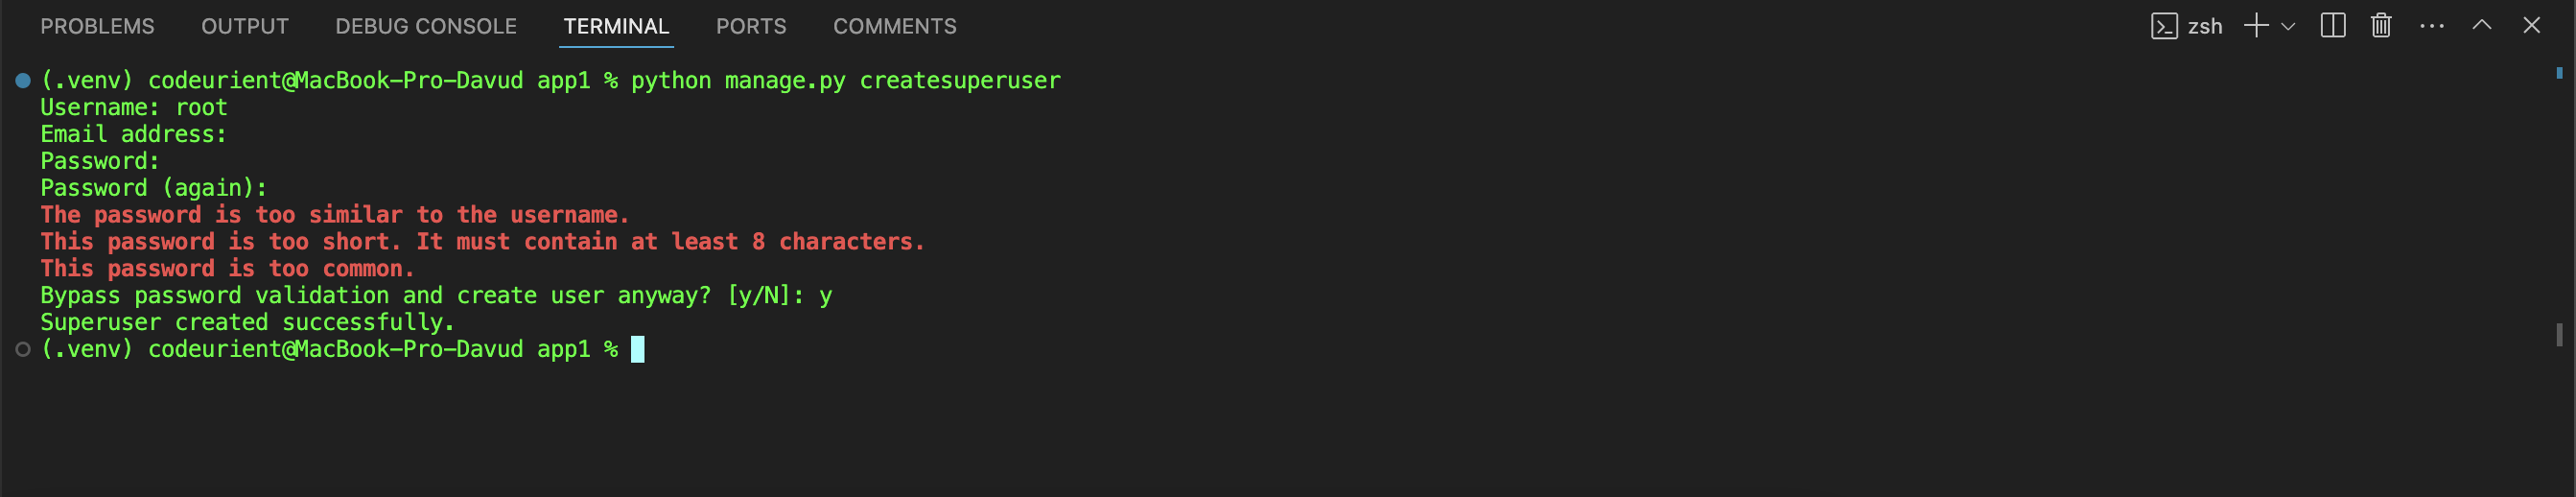 PROBLEMS OUTPUT DEBUG CONSOLE TERMINAL PORTS COMMENTS zsh
(.venv) codeurient@MacBook-Pro-Davud app1 % python manage.py createsuperuser
Username: root
Email address:
Password:
Password (again):
The password is too similar to the username.
This password is too short. It must contain at least 8 characters.
This password is too common.
Bypass password validation and create user anyway? [y/N]: y
Superuser created successfully.
(.venv) codeurient@MacBook-Pro-Davud app1 %